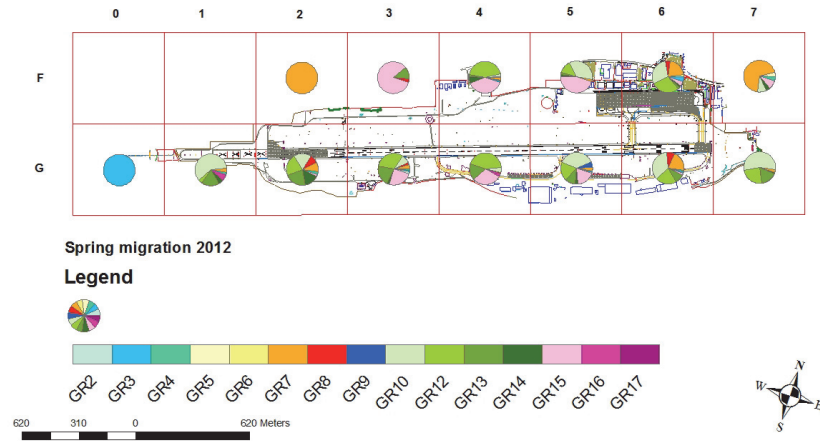 0 1 2 3 4 5 6 7
F
G
Spring migration 2012
Legend
GR2 GR3 GR4 GR5 GR6 GR7 GR8 GR9 GR10 GR12 GR13 GR14 GR15 GR16 GR17
N
W E
S
620 310 0 620 Meters